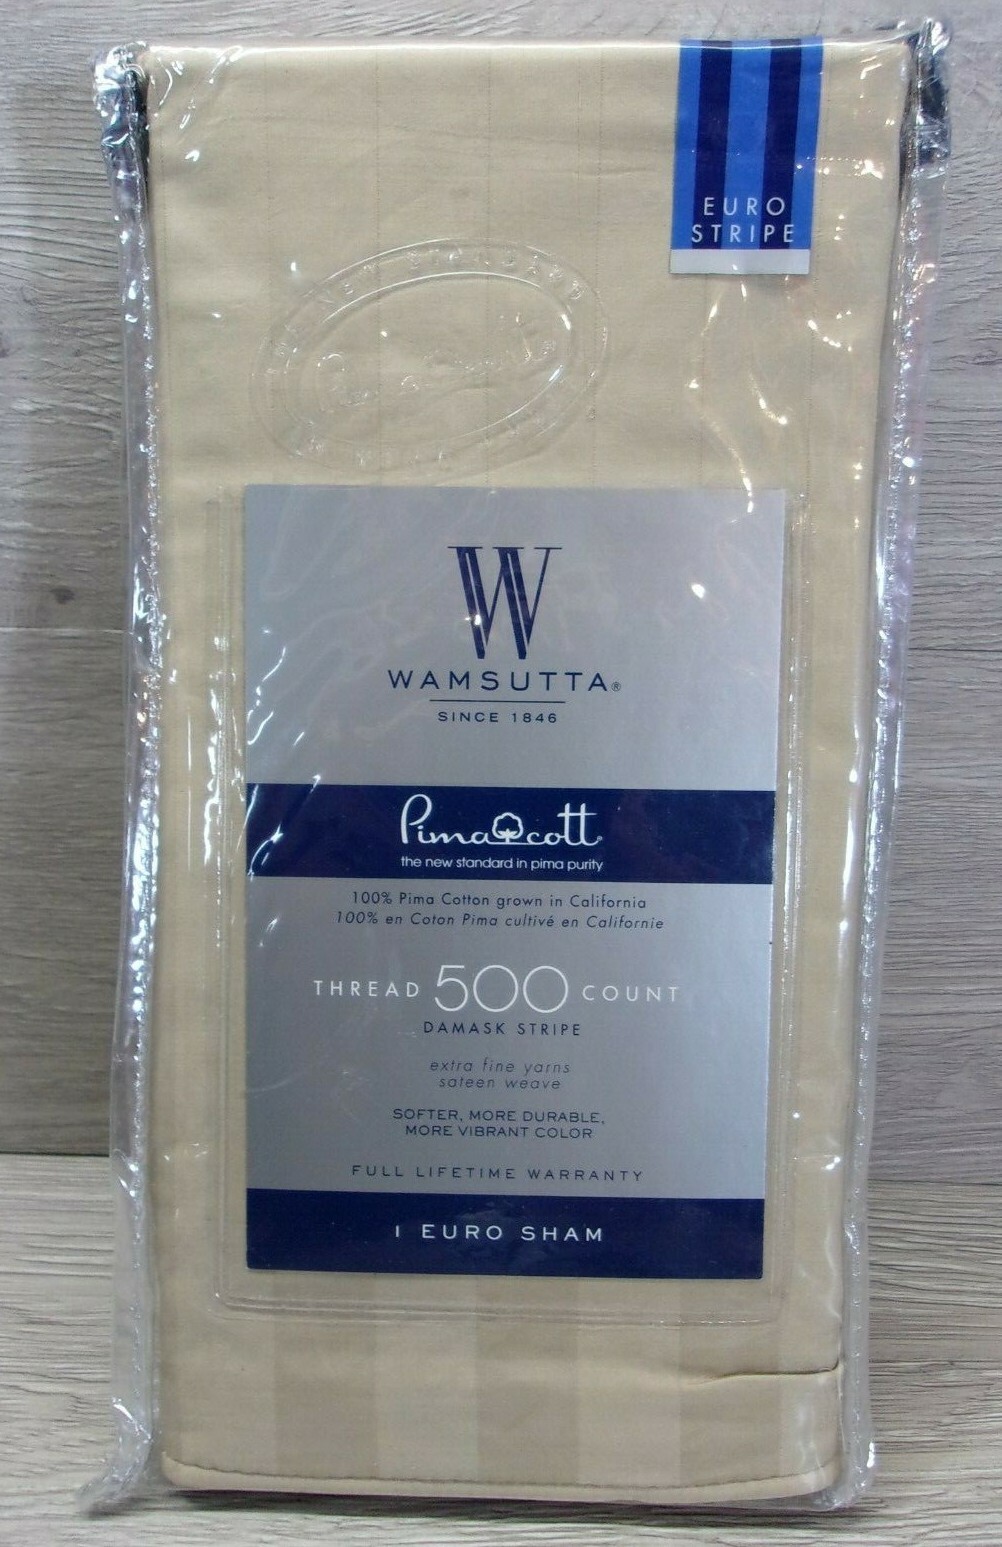 EURO
STRIPE
W
WAMSUTTA®
SINCE 1846
Pimacott®
the new standard in pima purity
100% Pima Cotton grown in California
100% en Coton Pima cultivé en Californie
THREAD 500 COUNT
DAMASK STRIPE
extra fine yarns
sateen weave
SOFTER, MORE DURABLE,
MORE VIBRANT COLOR
FULL LIFETIME WARRANTY
1 EURO SHAM